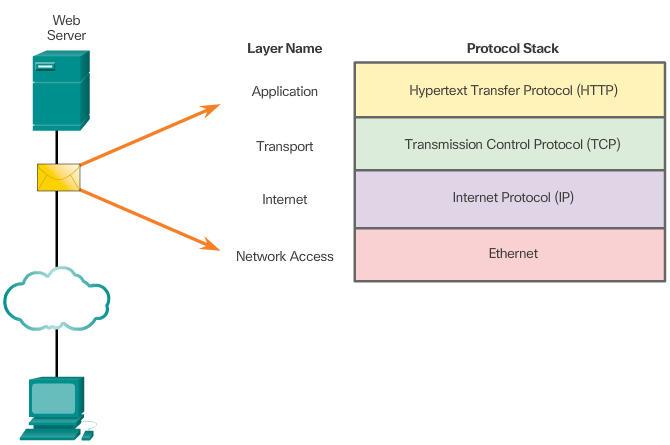 Web
Server
Layer Name
Protocol Stack
Application
Hypertext Transfer Protocol (HTTP)
Transport
Transmission Control Protocol (TCP)
Internet
Internet Protocol (IP)
Network Access
Ethernet